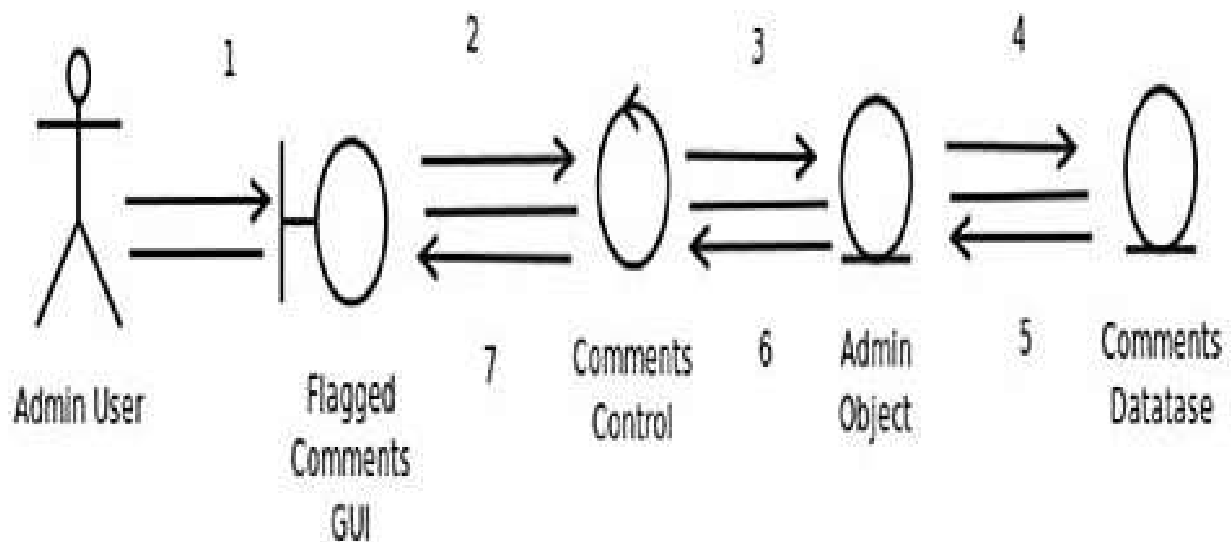 1
2
3
4
Admin User
Flagged
Comments
GUI
7
Comments
Control
6
Admin
Object
5
Comments
Datatase